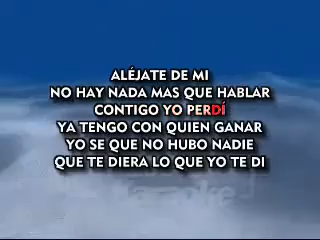 ALÉJATE DE MI
NO HAY NADA MAS QUE HABLAR
CONTIGO YO PERDÍ
YA TENGO CON QUIEN GANAR
YO SE QUE NO HUBO NADIE
QUE TE DIERA LO QUE YO TE DI
karaoke